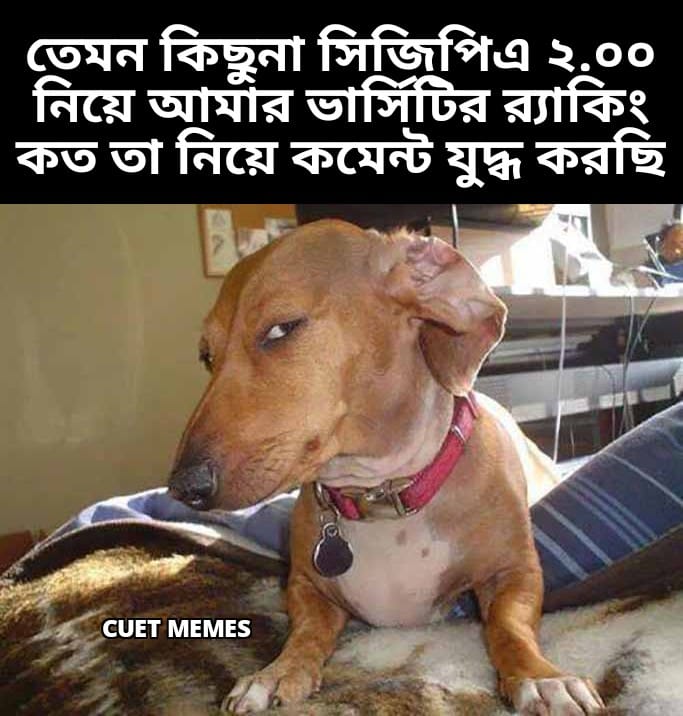 তেমন কিছুনা সিজিপিএ ২.০০
নিয়ে আমার ভার্সিটির র‍্যাকিং
কত তা নিয়ে কমেন্ট যুদ্ধ করছি
CUET MEMES